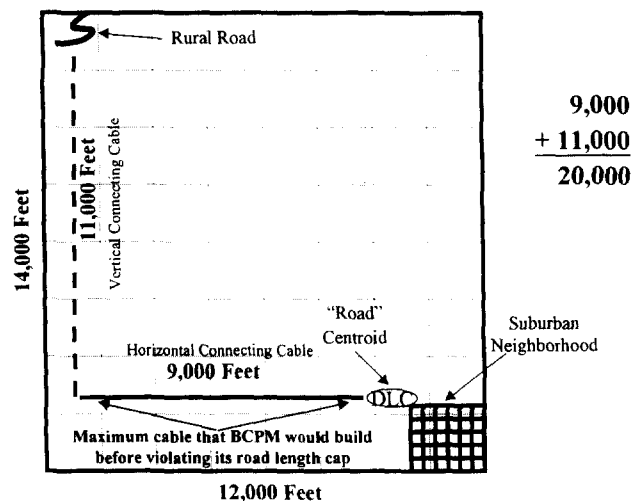 Rural Road
9,000
+ 11,000
20,000
14,000 Feet
11,000 Feet
Vertical Connecting Cable
"Road"
Centroid
Suburban
Neighborhood
Horizontal Connecting Cable
9,000 Feet
DLC
Maximum cable that BCPM would build
before violating its road length cap
12,000 Feet